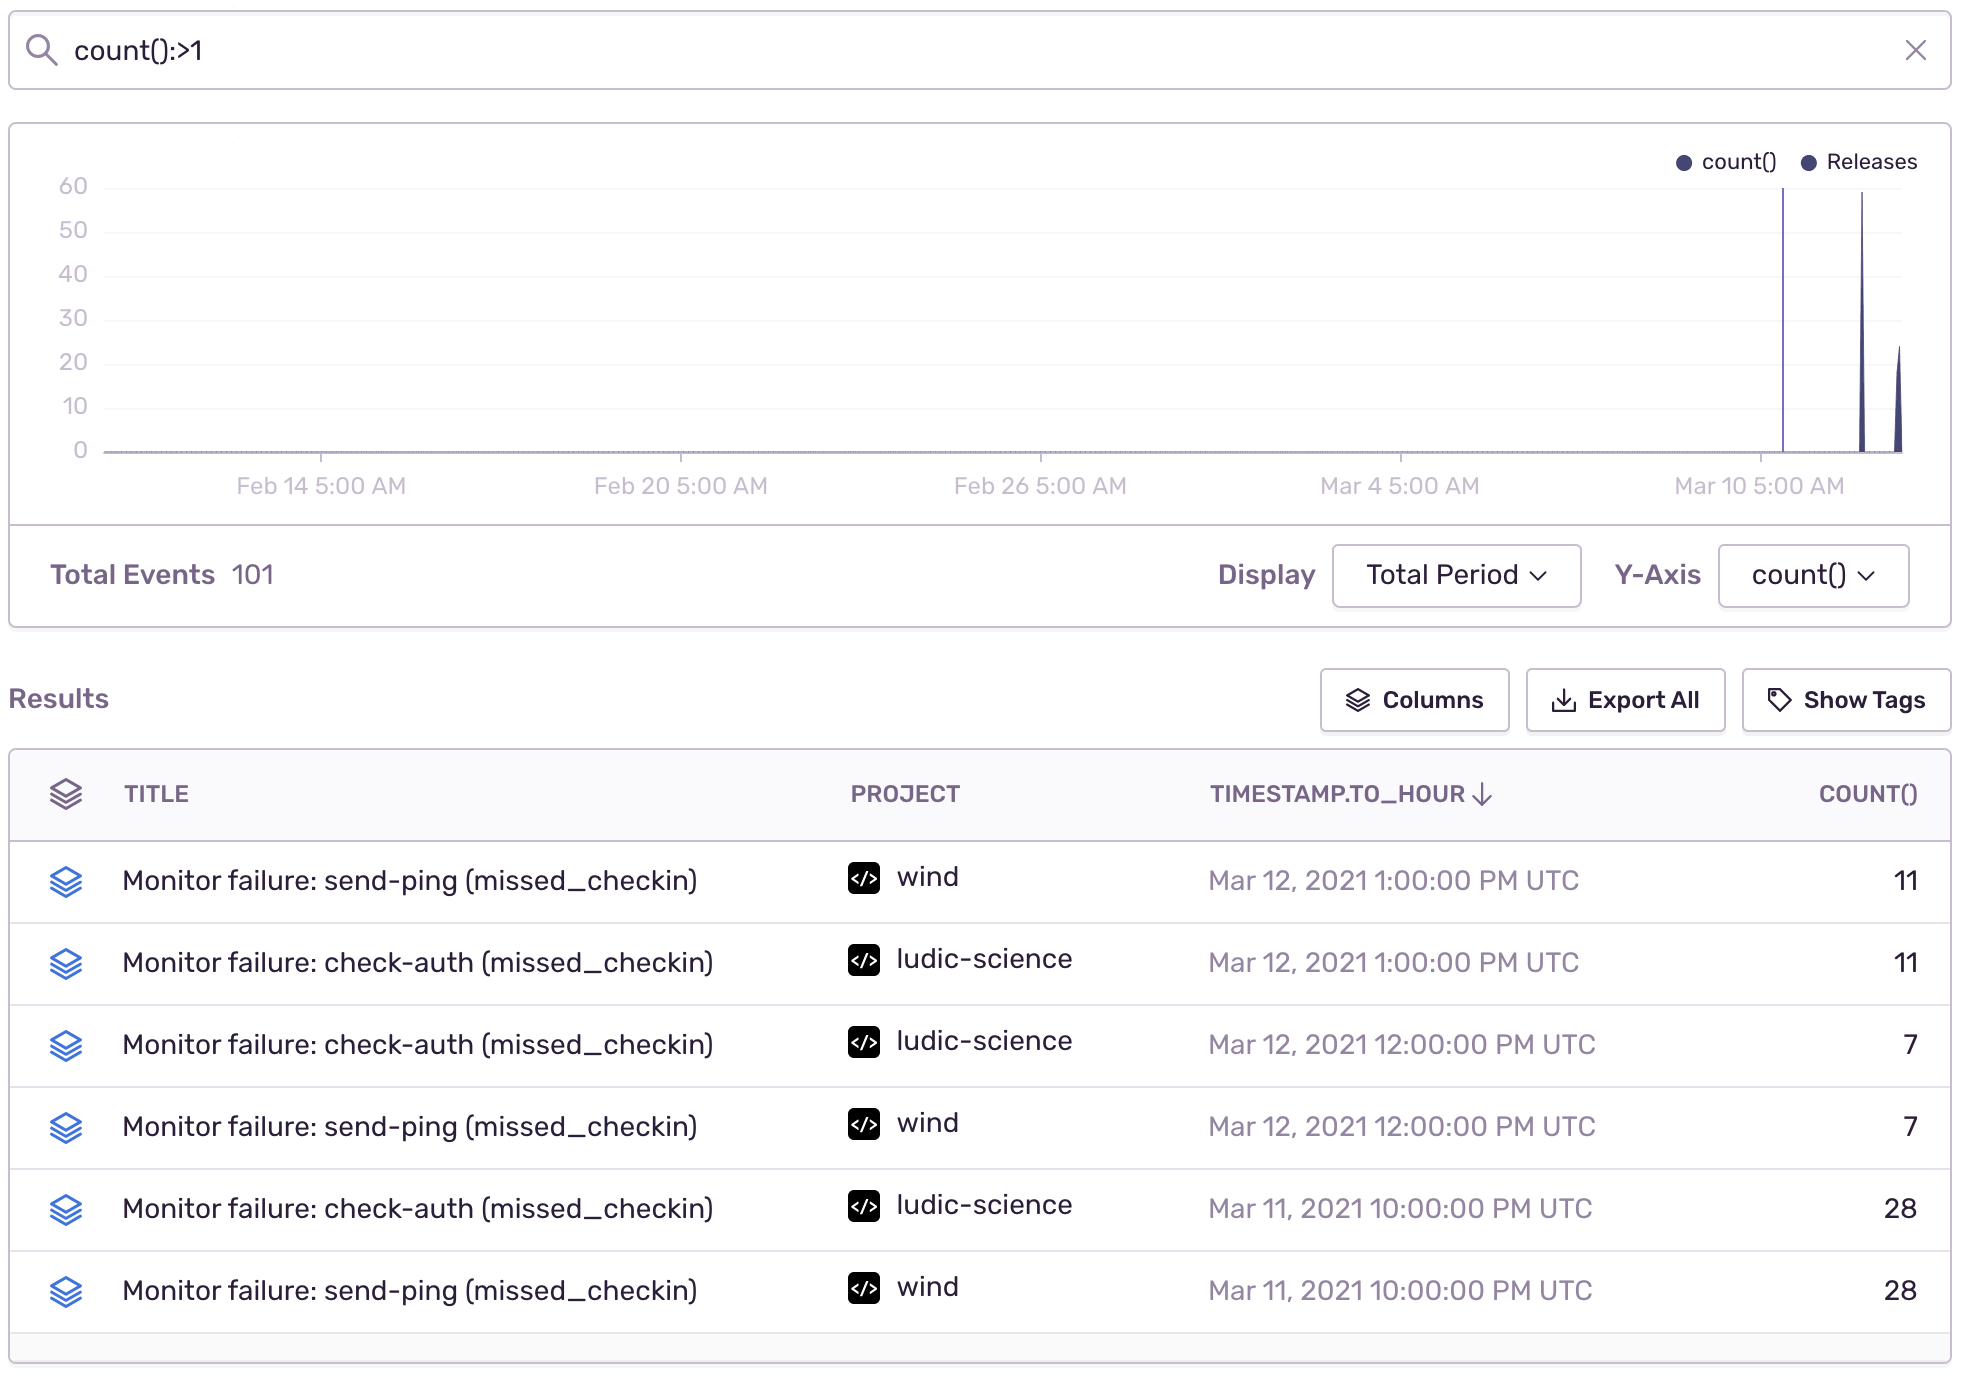 count():>1
count() Releases
60
50
40
30
20
10
0
Feb 14 5:00 AM Feb 20 5:00 AM Feb 26 5:00 AM Mar 4 5:00 AM Mar 10 5:00 AM
Total Events 101 Display Total Period Y-Axis count()
Results Columns Export All Show Tags
TITLE PROJECT TIMESTAMP.TO_HOUR COUNT()
Monitor failure: send-ping (missed_checkin) </> wind Mar 12, 2021 1:00:00 PM UTC 11
Monitor failure: check-auth (missed_checkin) </> ludic-science Mar 12, 2021 1:00:00 PM UTC 11
Monitor failure: check-auth (missed_checkin) </> ludic-science Mar 12, 2021 12:00:00 PM UTC 7
Monitor failure: send-ping (missed_checkin) </> wind Mar 12, 2021 12:00:00 PM UTC 7
Monitor failure: check-auth (missed_checkin) </> ludic-science Mar 11, 2021 10:00:00 PM UTC 28
Monitor failure: send-ping (missed_checkin) </> wind Mar 11, 2021 10:00:00 PM UTC 28